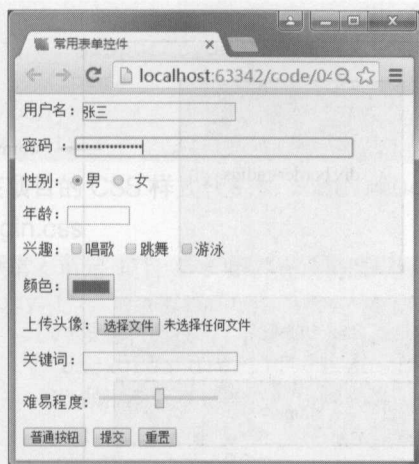 常用表单控件
localhost:63342/code/04
用户名：张三
密码 ：••••••••••••••••
性别: 男 女
年龄:
兴趣: 唱歌 跳舞 游泳
颜色:
上传头像: 选择文件 未选择任何文件
关键词:
难易程度:
普通按钮 提交 重置